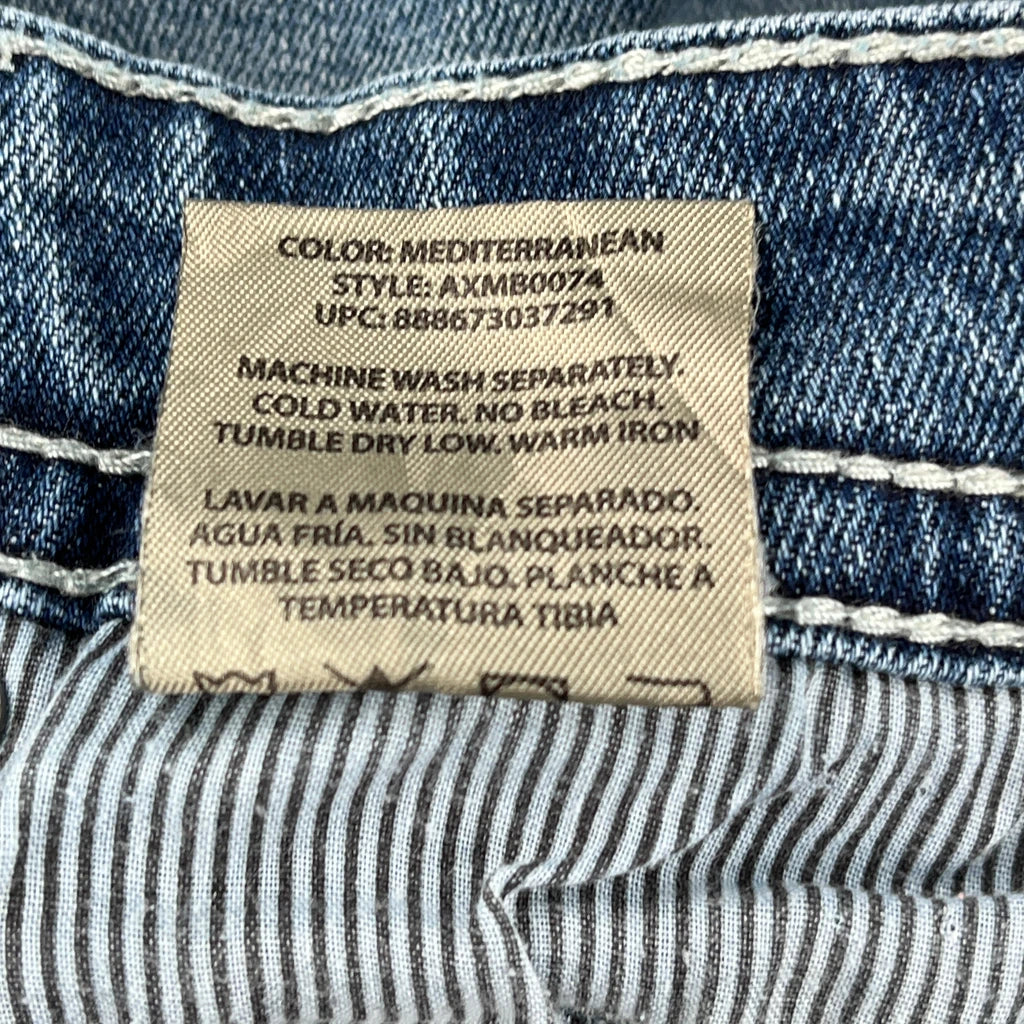 COLOR: MEDITERRANEAN
STYLE: AXMB0074
UPC: 888673037291
MACHINE WASH SEPARATELY.
COLD WATER. NO BLEACH.
TUMBLE DRY LOW. WARM IRON
LAVAR A MAQUINA SEPARADO.
AGUA FRÍA. SIN BLANQUEADOR.
TUMBLE SECO BAJO. PLANCHE A
TEMPERATURA TIBIA